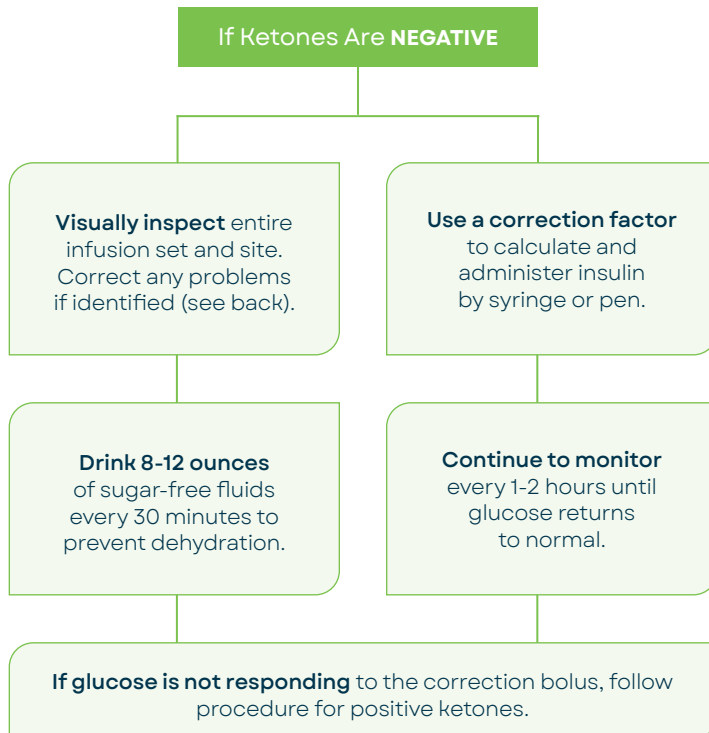 If Ketones Are NEGATIVE
Visually inspect entire
infusion set and site.
Correct any problems
if identified (see back).
Use a correction factor
to calculate and
administer insulin
by syringe or pen.
Drink 8-12 ounces
of sugar-free fluids
every 30 minutes to
prevent dehydration.
Continue to monitor
every 1-2 hours until
glucose returns
to normal.
If glucose is not responding to the correction bolus, follow
procedure for positive ketones.